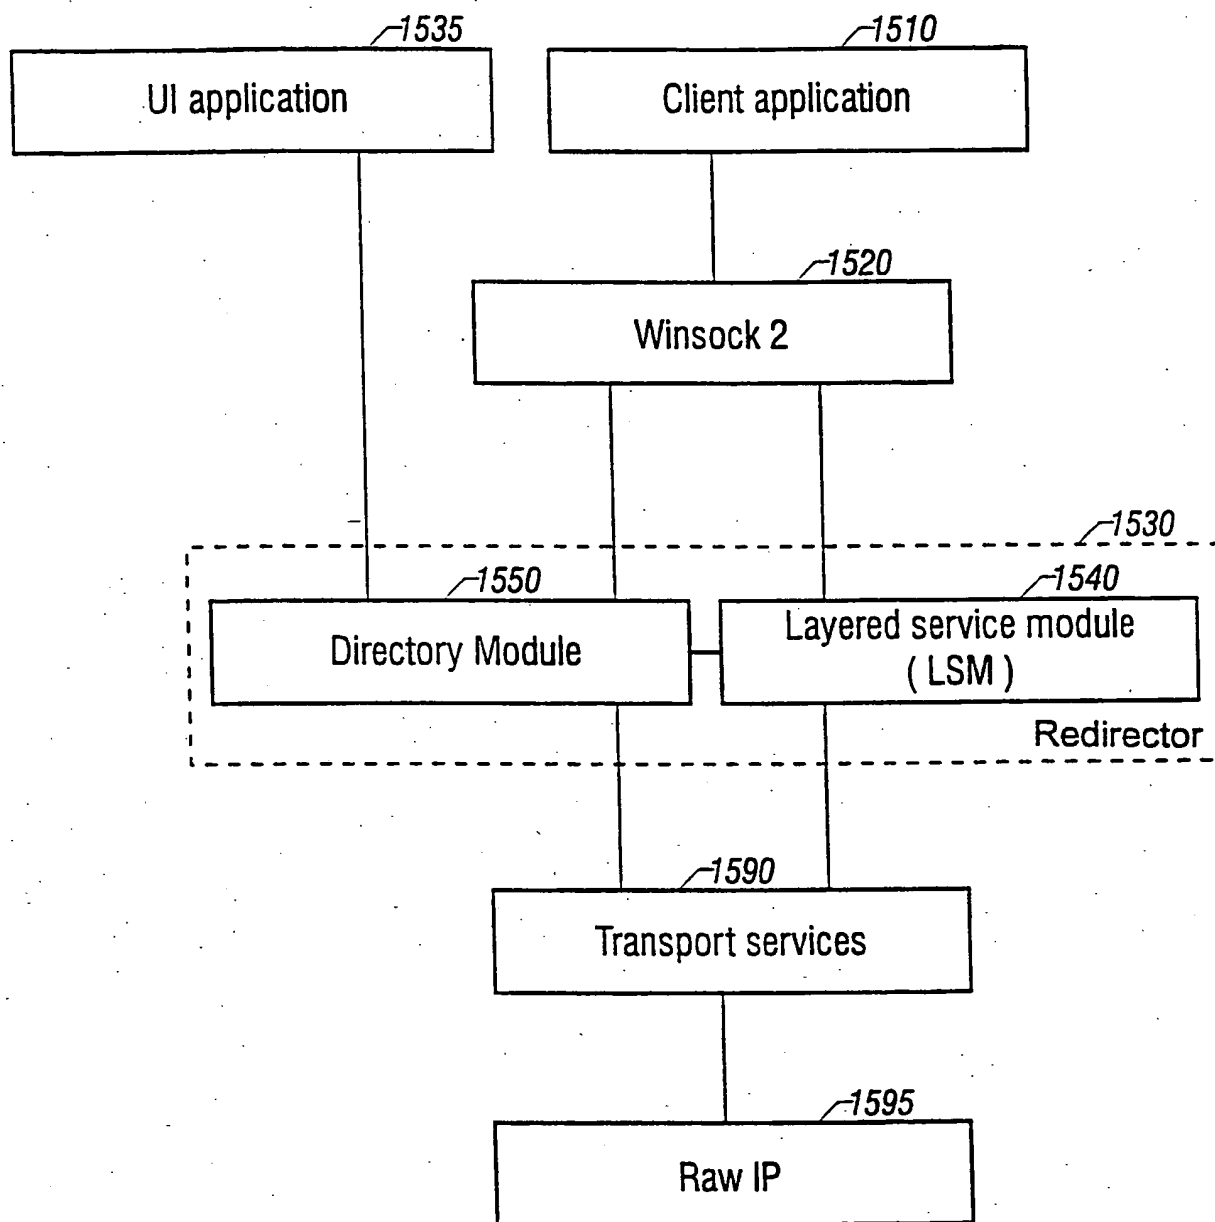 1535
1510
UI application
Client application
1520
Winsock 2
1530
1550
1540
Directory Module
Layered service module
( LSM )
Redirector
1590
Transport services
1595
Raw IP